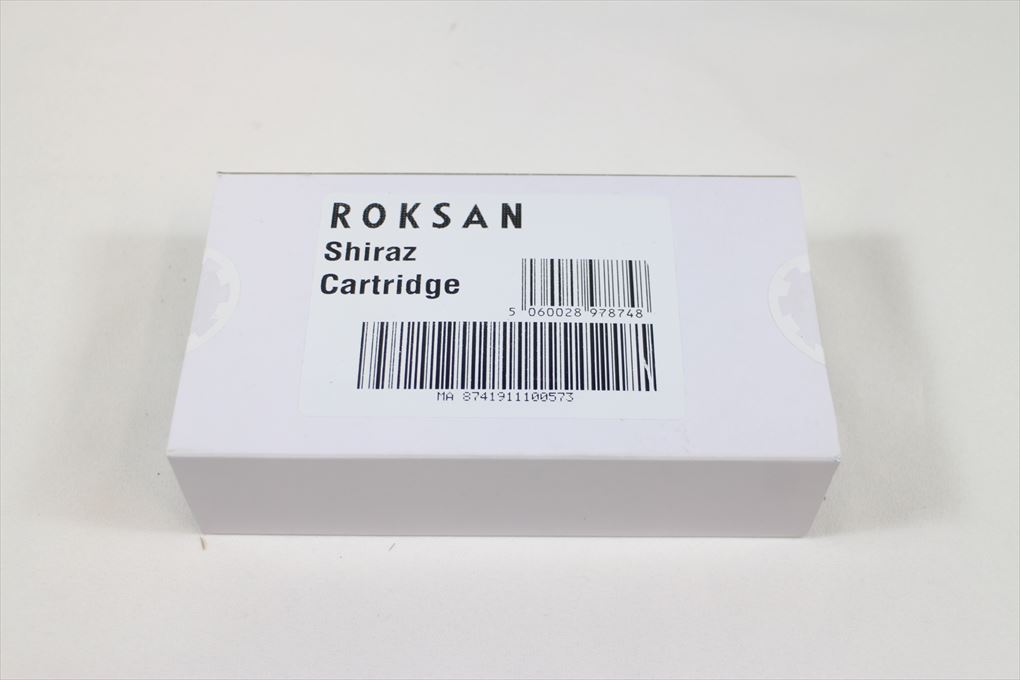 ROKSAN
Shiraz
Cartridge
5 060028 978748
MA 8741911100573